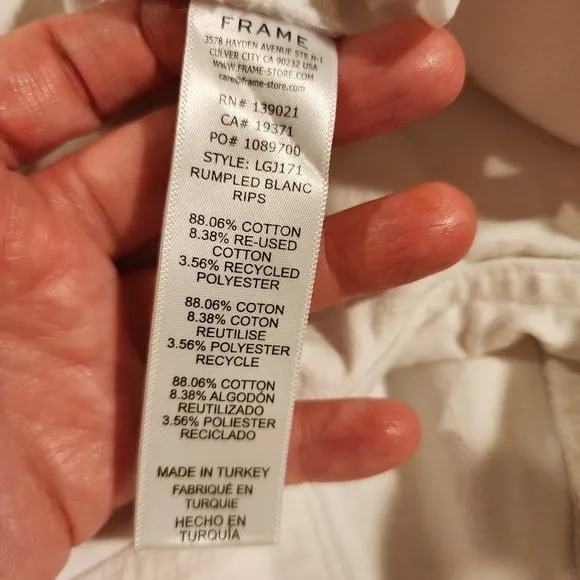 FRAME
3578 HAYDEN AVENUE STE N-1
CULVER CITY CA 90232 USA
WWW.FRAME-STORE.COM
care@frame-store.com
RN# 139021
CA# 19371
PO# 1089700
STYLE: LGJ171
RUMPLED BLANC
RIPS
88.06% COTTON
8.38% RE-USED
COTTON
3.56% RECYCLED
POLYESTER
88.06% COTON
8.38% COTON
REUTILISE
3.56% POLYESTER
RECYCLE
88.06% COTTON
8.38% ALGODÓN
REUTILIZADO
3.56% POLIESTER
RECICLADO
MADE IN TURKEY
FABRIQUÉ EN
TURQUIE
HECHO EN
TURQUÍA